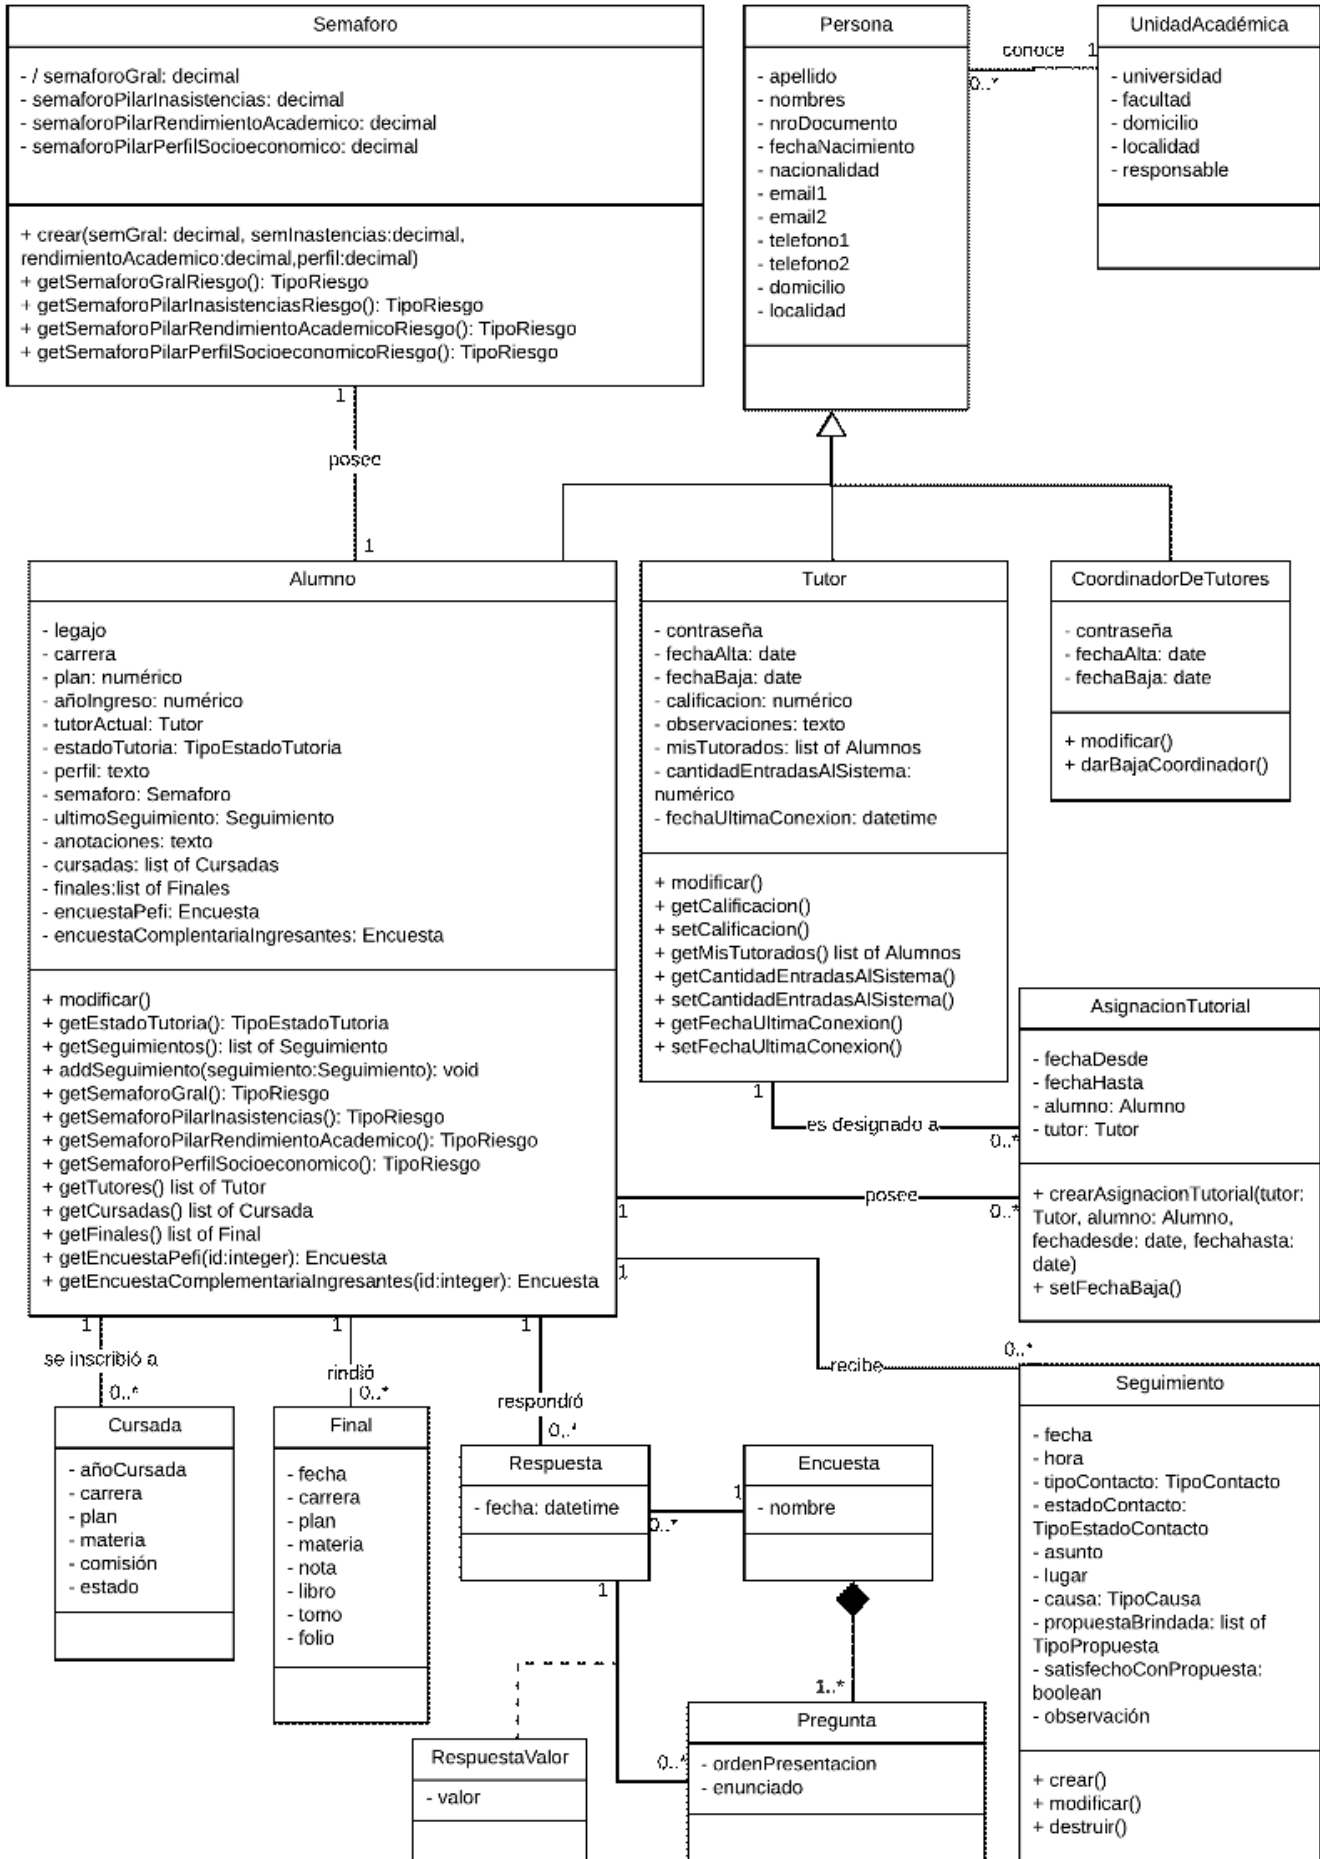 Semaforo
- / semaforoGral: decimal
- semaforoPilarInasistencias: decimal
- semaforoPilarRendimientoAcademico: decimal
- semaforoPilarPerfilSocioeconomico: decimal
+ crear(semGral: decimal, semInastencias:decimal,
rendimientoAcademico:decimal,perfil:decimal)
+ getSemaforoGralRiesgo(): TipoRiesgo
+ getSemaforoPilarInasistenciasRiesgo(): TipoRiesgo
+ getSemaforoPilarRendimientoAcademicoRiesgo(): TipoRiesgo
+ getSemaforoPilarPerfilSocioeconomicoRiesgo(): TipoRiesgo
Persona
- apellido
- nombres
- nroDocumento
- fechaNacimiento
- nacionalidad
- email1
- email2
- telefono1
- telefono2
- domicilio
- localidad
conoce
1
0..*
UnidadAcadémica
- universidad
- facultad
- domicilio
- localidad
- responsable
1
posee
1
Alumno
- legajo
- carrera
- plan: numérico
- añoIngreso: numérico
- tutorActual: Tutor
- estadoTutoria: TipoEstadoTutoria
- perfil: texto
- semaforo: Semaforo
- ultimoSeguimiento: Seguimiento
- anotaciones: texto
- cursadas: list of Cursadas
- finales:list of Finales
- encuestaPefi: Encuesta
- encuestaComplentariaIngresantes: Encuesta
+ modificar()
+ getEstadoTutoria(): TipoEstadoTutoria
+ getSeguimientos(): list of Seguimiento
+ addSeguimiento(seguimiento:Seguimiento): void
+ getSemaforoGral(): TipoRiesgo
+ getSemaforoPilarInasistencias(): TipoRiesgo
+ getSemaforoPilarRendimientoAcademico(): TipoRiesgo
+ getSemaforoPerfilSocioeconomico(): TipoRiesgo
+ getTutores() list of Tutor
+ getCursadas() list of Cursada
+ getFinales() list of Final
+ getEncuestaPefi(id:integer): Encuesta
+ getEncuestaComplementariaIngresantes(id:integer): Encuesta
Tutor
- contraseña
- fechaAlta: date
- fechaBaja: date
- calificacion: numérico
- observaciones: texto
- misTutorados: list of Alumnos
- cantidadEntradasAlSistema:
numérico
- fechaUltimaConexion: datetime
+ modificar()
+ getCalificacion()
+ setCalificacion()
+ getMisTutorados() list of Alumnos
+ getCantidadEntradasAlSistema()
+ setCantidadEntradasAlSistema()
+ getFechaUltimaConexion()
+ setFechaUltimaConexion()
CoordinadorDeTutores
- contraseña
- fechaAlta: date
- fechaBaja: date
+ modificar()
+ darBajaCoordinador()
1
es designado a
0..*
AsignacionTutorial
- fechaDesde
- fechaHasta
- alumno: Alumno
- tutor: Tutor
+ crearAsignacionTutorial(tutor:
Tutor, alumno: Alumno,
fechadesde: date, fechahasta:
date)
+ setFechaBaja()
1
posee
0..*
1
recibe
0..*
Seguimiento
- fecha
- hora
- tipoContacto: TipoContacto
- estadoContacto:
TipoEstadoContacto
- asunto
- lugar
- causa: TipoCausa
- propuestaBrindada: list of
TipoPropuesta
- satisfechoConPropuesta:
boolean
- observación
+ crear()
+ modificar()
+ destruir()
1
se inscribió a
0..*
Cursada
- añoCursada
- carrera
- plan
- materia
- comisión
- estado
1
rindió
0..*
Final
- fecha
- carrera
- plan
- materia
- nota
- libro
- tomo
- folio
1
respondió
0..*
Respuesta
- fecha: datetime
0..*
1
Encuesta
- nombre
1
1..*
0..*
Pregunta
- ordenPresentacion
- enunciado
RespuestaValor
- valor